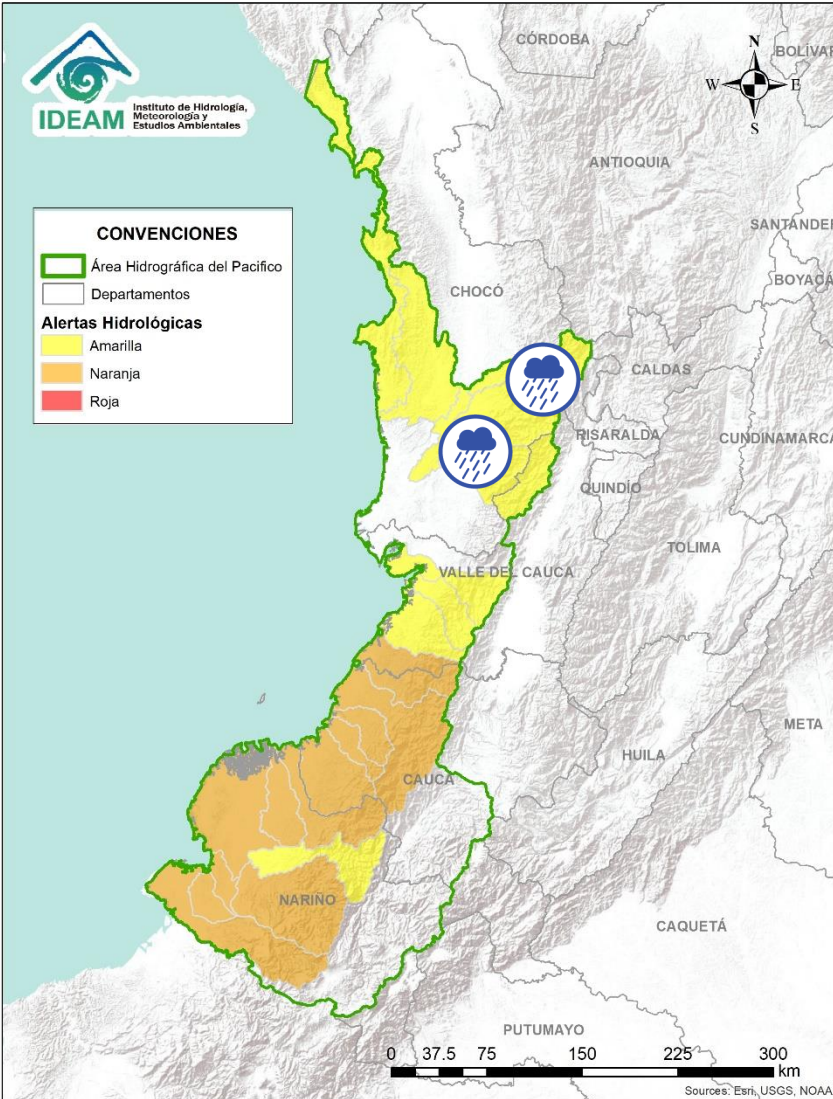 IDEAM
Instituto de Hidrología,
Meteorología y
Estudios Ambientales
CONVENCIONES
Área Hidrográfica del Pacifico
Departamentos
Alertas Hidrológicas
Amarilla
Naranja
Roja
N
W
E
S
CÓRDOBA
BOLÍVAR
ANTIOQUIA
SANTANDER
BOYACÁ
CHOCÓ
CALDAS
RISARALDA
CUNDINAMARCA
QUINDÍO
TOLIMA
VALLE DEL CAUCA
META
HUILA
CAUCA
NARIÑO
CAQUETÁ
PUTUMAYO
0 37.5 75 150 225 300
km
Sources: Esri, USGS, NOAA